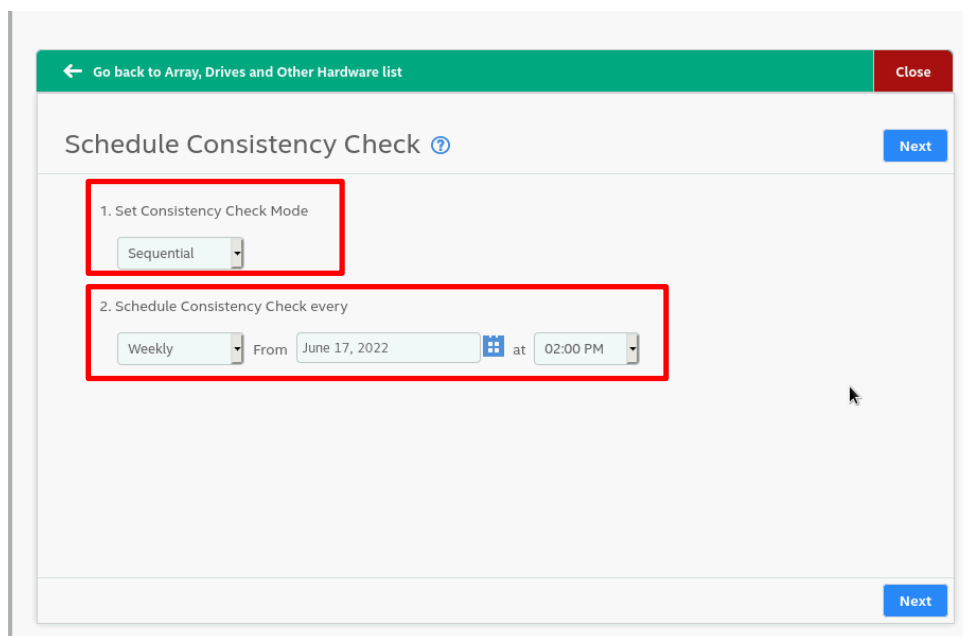 Go back to Array, Drives and Other Hardware list
Close
Schedule Consistency Check ?
Next
1. Set Consistency Check Mode
Sequential
2. Schedule Consistency Check every
Weekly From June 17, 2022 at 02:00 PM
Next